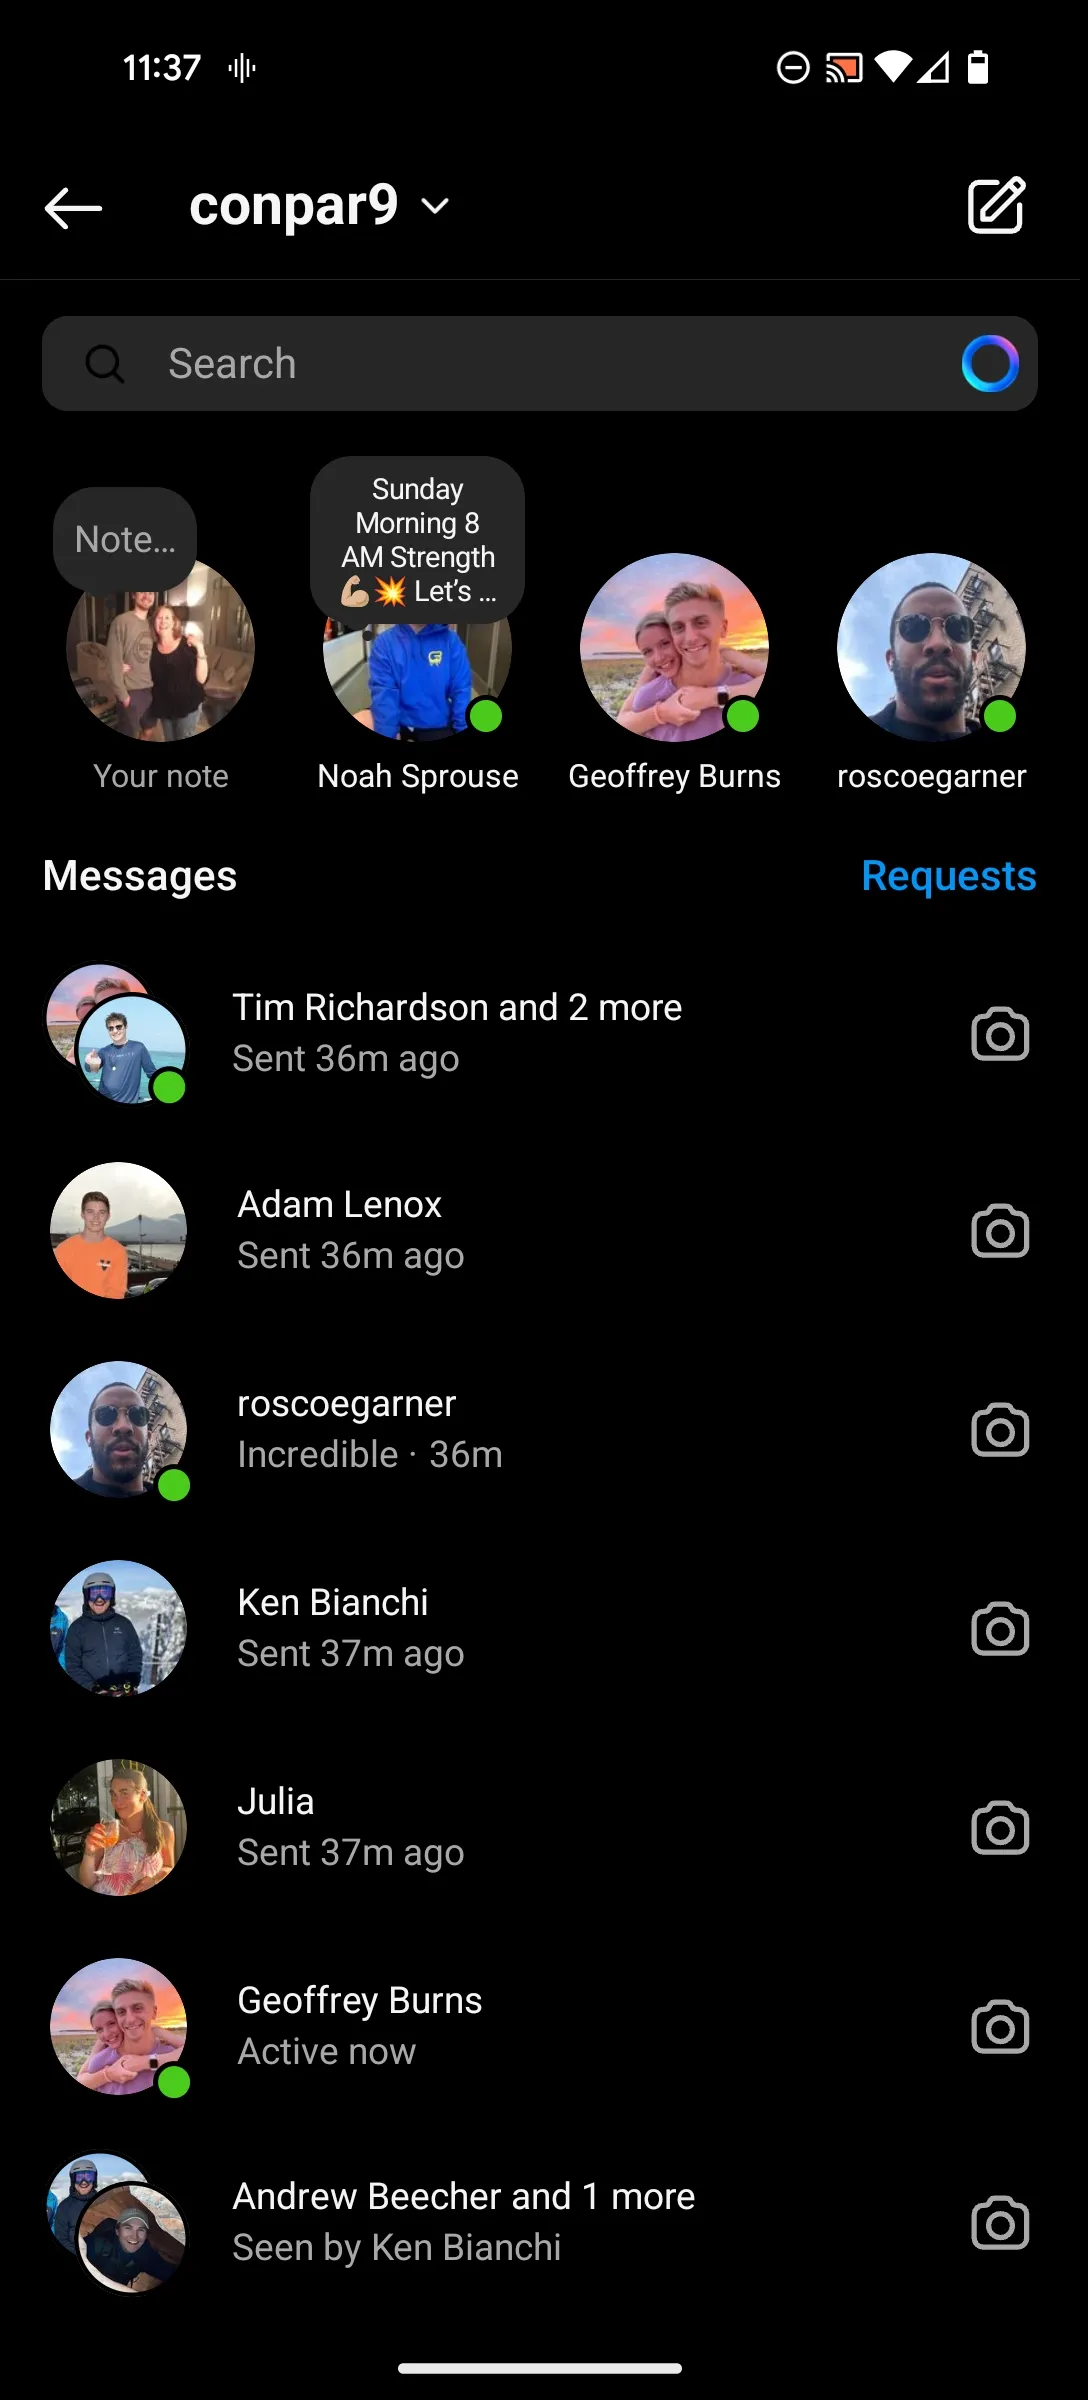 11:37
conpar9
Search
Note...
Sunday
Morning 8
AM Strength
💪🏼💥 Let’s ...
Your note
Noah Sprouse
Geoffrey Burns
roscoegarner
Messages
Requests
Tim Richardson and 2 more
Sent 36m ago
Adam Lenox
Sent 36m ago
roscoegarner
Incredible · 36m
Ken Bianchi
Sent 37m ago
Julia
Sent 37m ago
Geoffrey Burns
Active now
Andrew Beecher and 1 more
Seen by Ken Bianchi